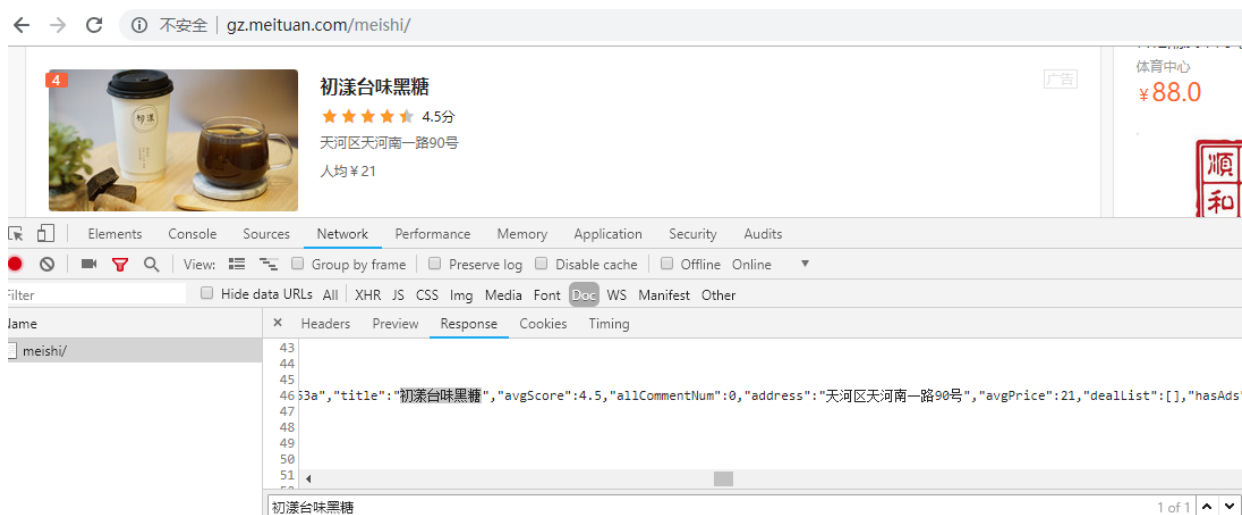 不安全 gz.meituan.com/meishi/
4
初漾
初漾台味黑糖
广告
4.5分
天河区天河南一路90号
人均¥21
体育中心
¥88.0
順
和
Elements Console Sources Network Performance Memory Application Security Audits
View: Group by frame Preserve log Disable cache Offline Online
Filter Hide data URLs All XHR JS CSS Img Media Font Doc WS Manifest Other
Name × Headers Preview Response Cookies Timing
meishi/
43
44
45
46 53a","title":"初漾台味黑糖","avgScore":4.5,"allCommentNum":0,"address":"天河区天河南一路90号","avgPrice":21,"dealList":[],"hasAds"
47
48
49
50
51
初漾台味黑糖 1 of 1